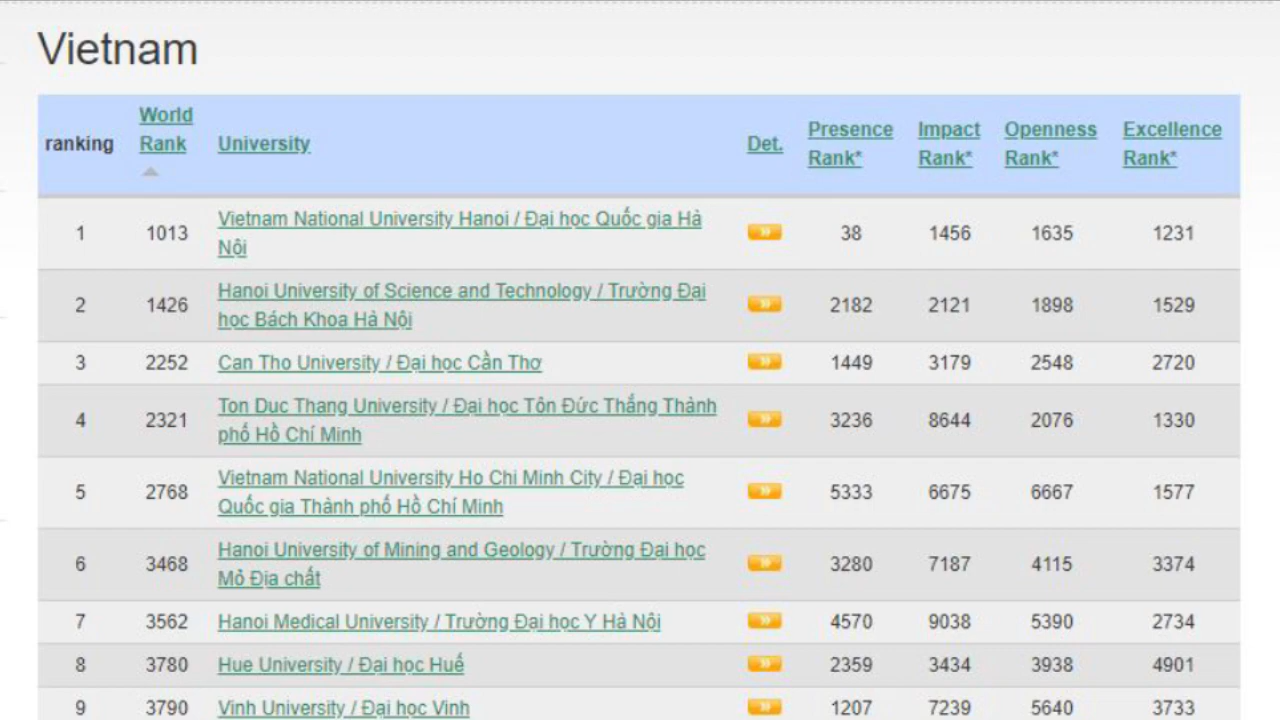 Vietnam
ranking World Rank University Det. Presence Rank* Impact Rank* Openness Rank* Excellence Rank*
1 1013 Vietnam National University Hanoi / Đại học Quốc gia Hà Nội 38 1456 1635 1231
2 1426 Hanoi University of Science and Technology / Trường Đại học Bách Khoa Hà Nội 2182 2121 1898 1529
3 2252 Can Tho University / Đại học Cần Thơ 1449 3179 2548 2720
4 2321 Ton Duc Thang University / Đại học Tôn Đức Thắng Thành phố Hồ Chí Minh 3236 8644 2076 1330
5 2768 Vietnam National University Ho Chi Minh City / Đại học Quốc gia Thành phố Hồ Chí Minh 5333 6675 6667 1577
6 3468 Hanoi University of Mining and Geology / Trường Đại học Mỏ Địa chất 3280 7187 4115 3374
7 3562 Hanoi Medical University / Trường Đại học Y Hà Nội 4570 9038 5390 2734
8 3780 Hue University / Đại học Huế 2359 3434 3938 4901
9 3790 Vinh University / Đại học Vinh 1207 7239 5640 3733